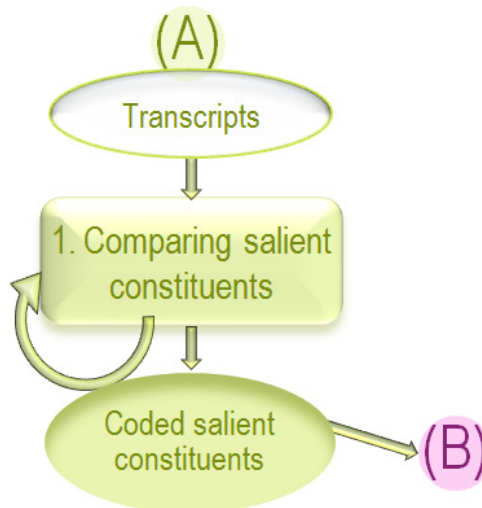 (A)
Transcripts
1. Comparing salient
constituents
Coded salient
constituents
(B)